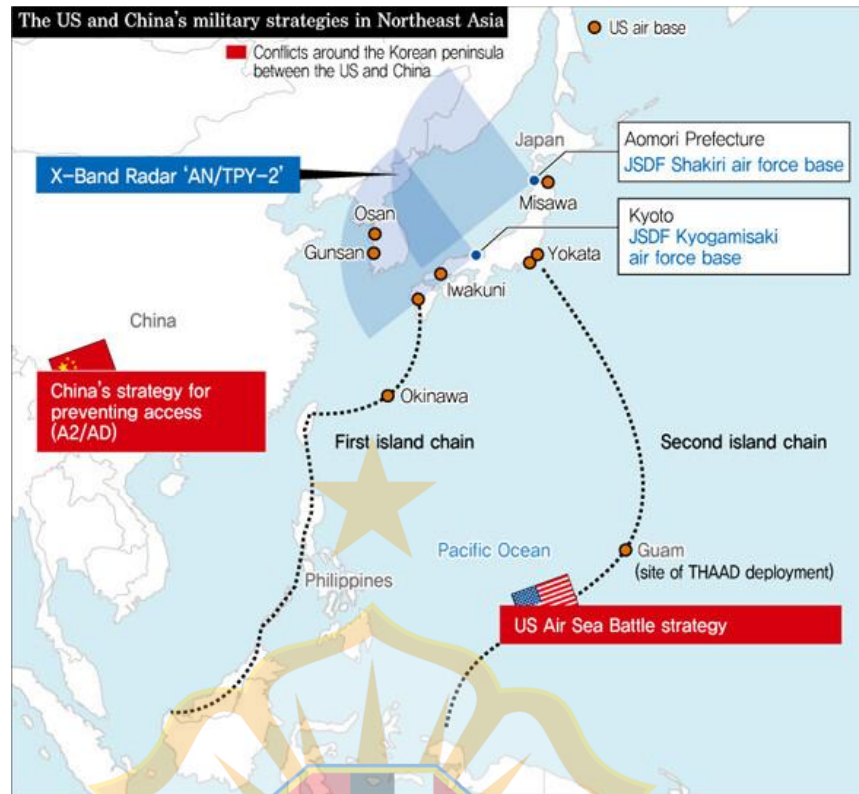 The US and China's military strategies in Northeast Asia
US air base
Conflicts around the Korean peninsula
between the US and China
Japan
Aomori Prefecture
JSDF Shakiri air force base
X-Band Radar 'AN/TPY-2'
Misawa
Kyoto
JSDF Kyogamisaki
air force base
Osan
Gunsan
Yokata
Iwakuni
China
China's strategy for
preventing access
(A2/AD)
Okinawa
First island chain
Second island chain
Pacific Ocean
Guam
(site of THAAD deployment)
Philippines
US Air Sea Battle strategy